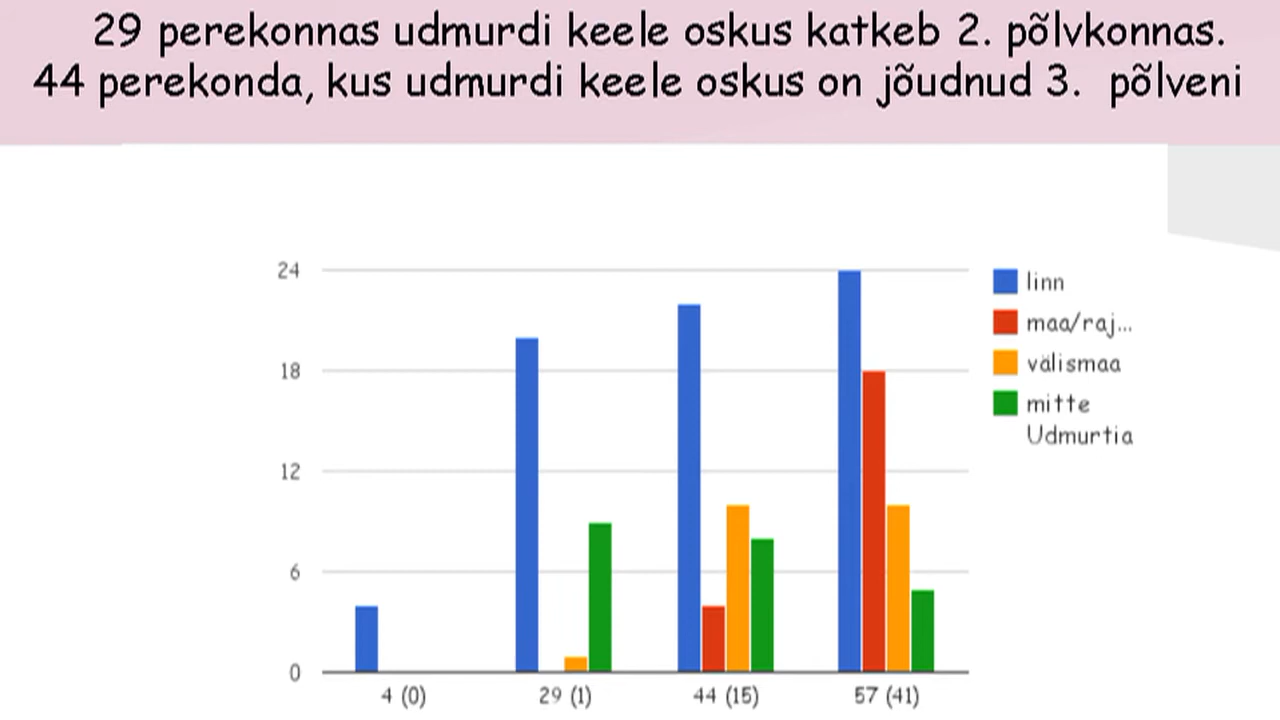 29 perekonnas udmurdi keele oskus katkeb 2. põlvkonnas.
44 perekonda, kus udmurdi keele oskus on jõudnud 3. põlveni
24
18
12
6
0
4 (0)
29 (1)
44 (15)
57 (41)
linn
maa/raj...
välismaa
mitte
Udmurtia